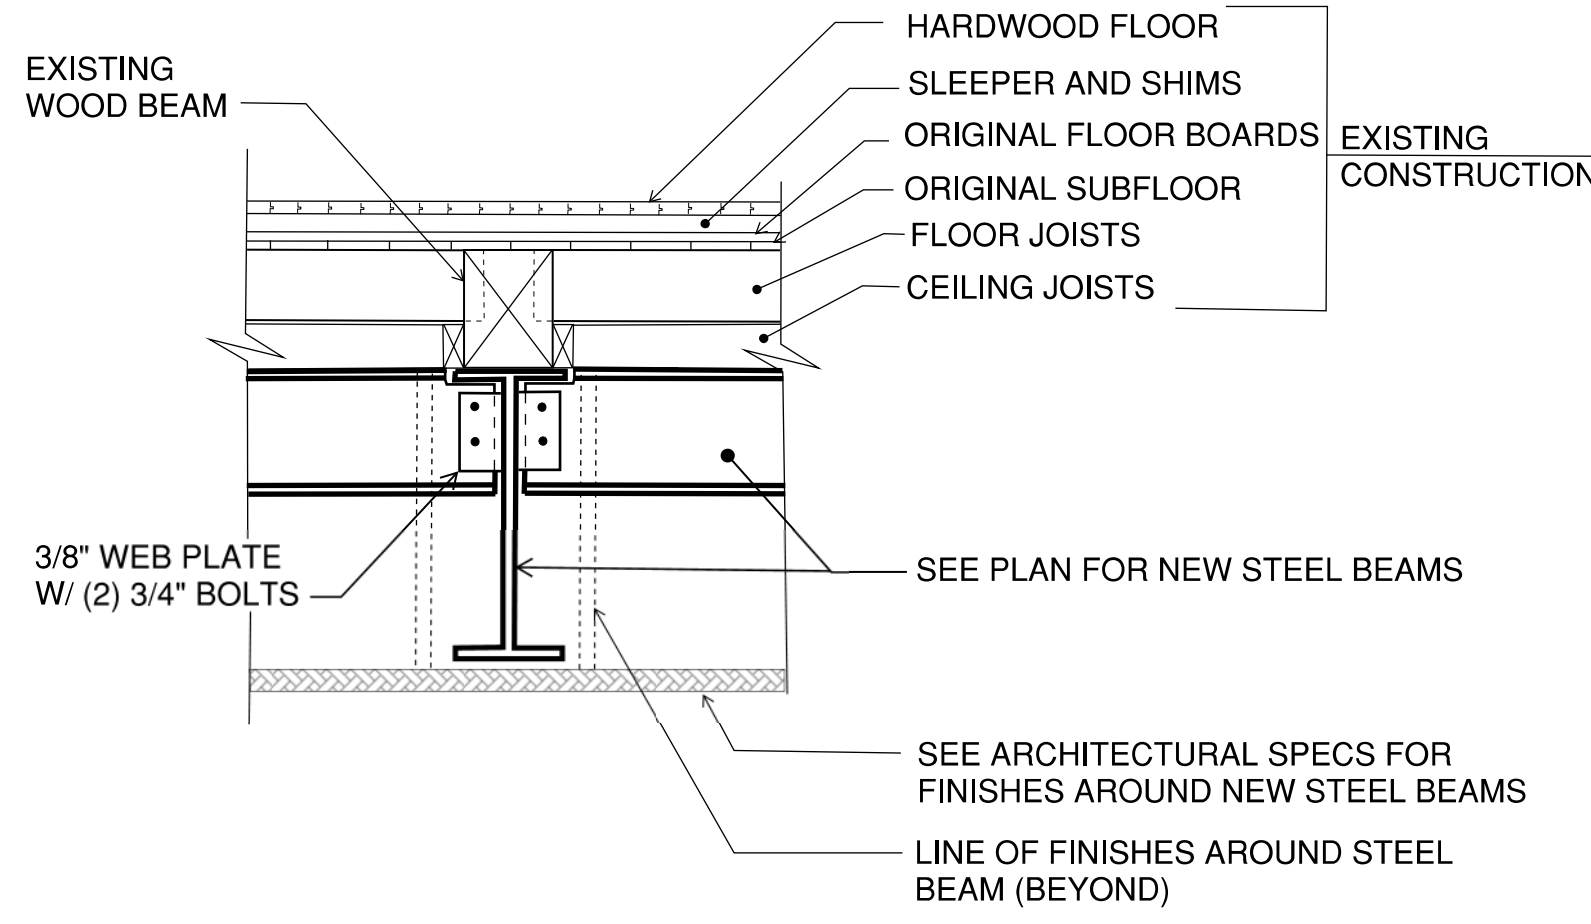 HARDWOOD FLOOR
EXISTING
WOOD BEAM
SLEEPER AND SHIMS
ORIGINAL FLOOR BOARDS
EXISTING
CONSTRUCTION
ORIGINAL SUBFLOOR
FLOOR JOISTS
CEILING JOISTS
3/8" WEB PLATE
W/ (2) 3/4" BOLTS
SEE PLAN FOR NEW STEEL BEAMS
SEE ARCHITECTURAL SPECS FOR
FINISHES AROUND NEW STEEL BEAMS
LINE OF FINISHES AROUND STEEL
BEAM (BEYOND)